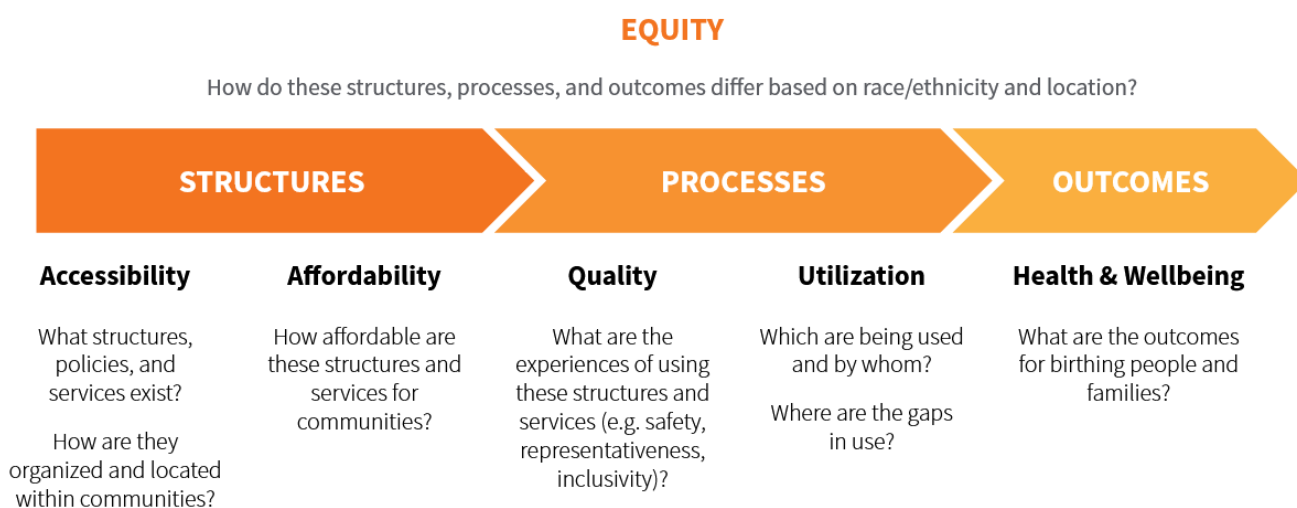 EQUITY
How do these structures, processes, and outcomes differ based on race/ethnicity and location?
STRUCTURES
PROCESSES
OUTCOMES
Accessibility
What structures,
policies, and
services exist?
How are they
organized and located
within communities?
Affordability
How affordable are
these structures and
services for
communities?
Quality
What are the
experiences of using
these structures and
services (e.g. safety,
representativeness,
inclusivity)?
Utilization
Which are being used
and by whom?
Where are the gaps
in use?
Health & Wellbeing
What are the outcomes
for birthing people and
families?